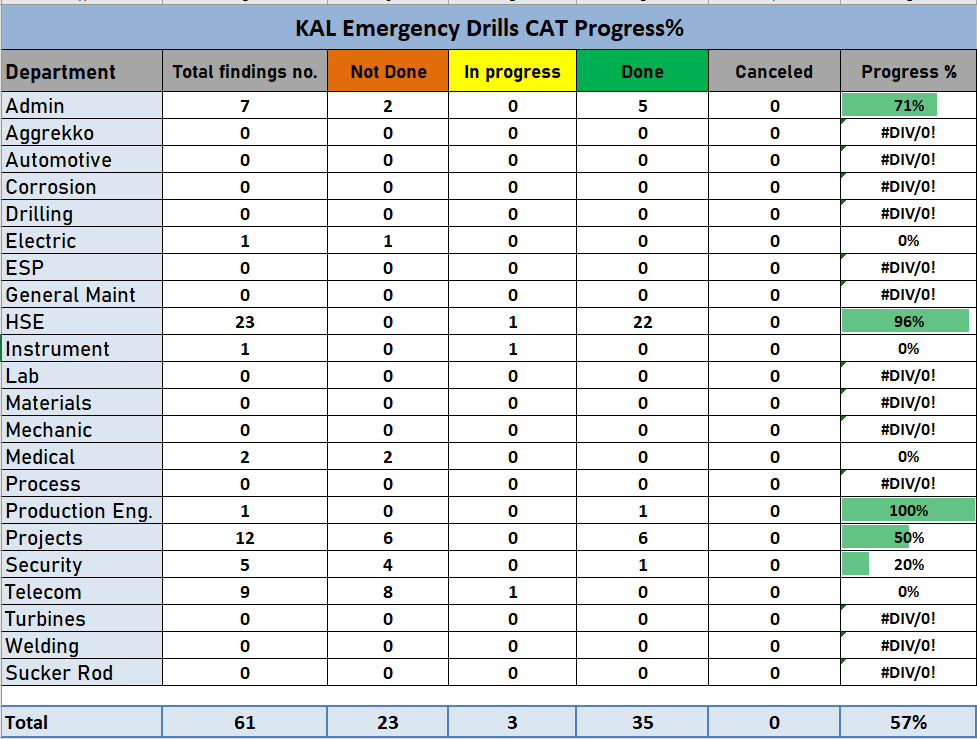 KAL Emergency Drills CAT Progress%
Department Total findings no. Not Done In progress Done Canceled Progress %
Admin 7 2 0 5 0 71%
Aggrekko 0 0 0 0 0 #DIV/0!
Automotive 0 0 0 0 0 #DIV/0!
Corrosion 0 0 0 0 0 #DIV/0!
Drilling 0 0 0 0 0 #DIV/0!
Electric 1 1 0 0 0 0%
ESP 0 0 0 0 0 #DIV/0!
General Maint 0 0 0 0 0 #DIV/0!
HSE 23 0 1 22 0 96%
Instrument 1 0 1 0 0 0%
Lab 0 0 0 0 0 #DIV/0!
Materials 0 0 0 0 0 #DIV/0!
Mechanic 0 0 0 0 0 #DIV/0!
Medical 2 2 0 0 0 0%
Process 0 0 0 0 0 #DIV/0!
Production Eng. 1 0 0 1 0 100%
Projects 12 6 0 6 0 50%
Security 5 4 0 1 0 20%
Telecom 9 8 1 0 0 0%
Turbines 0 0 0 0 0 #DIV/0!
Welding 0 0 0 0 0 #DIV/0!
Sucker Rod 0 0 0 0 0 #DIV/0!
Total 61 23 3 35 0 57%